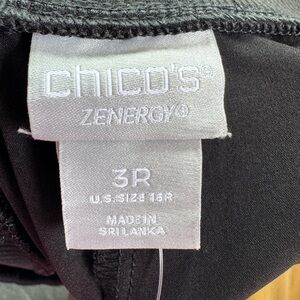 chico's®
ZENERGY®
3R
U.S. SIZE 16R
MADE IN
SRI LANKA